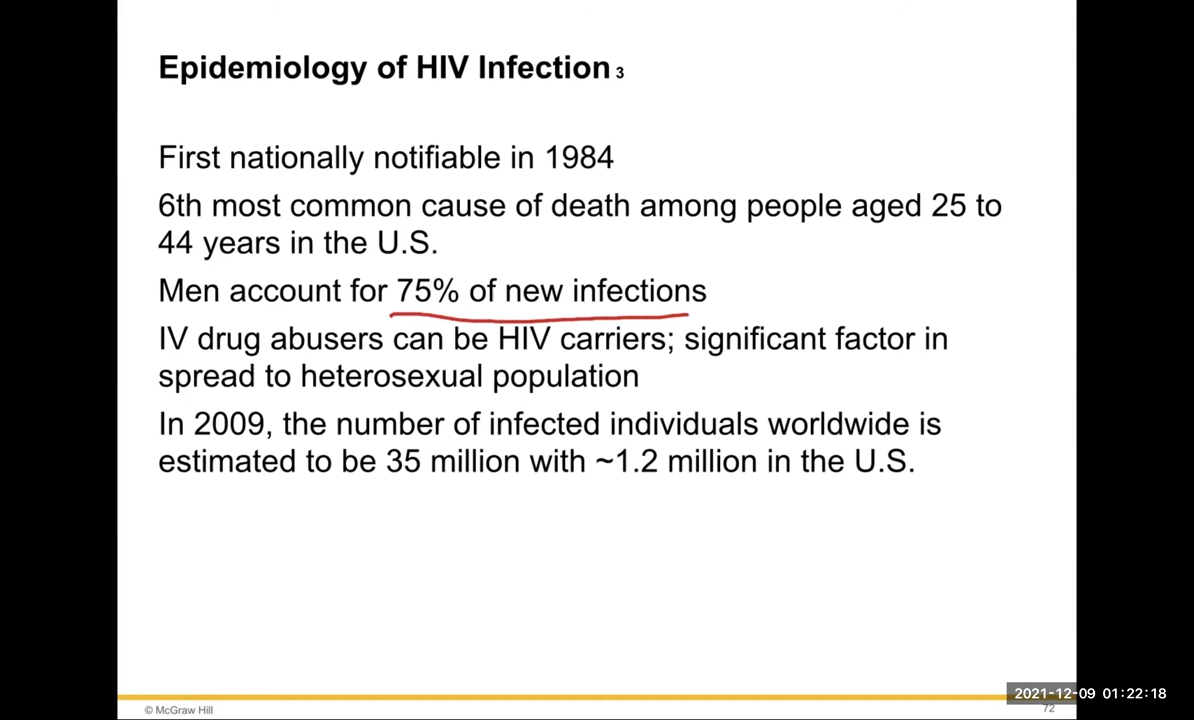 Epidemiology of HIV Infection 3
First nationally notifiable in 1984
6th most common cause of death among people aged 25 to
44 years in the U.S.
Men account for 75% of new infections
IV drug abusers can be HIV carriers; significant factor in
spread to heterosexual population
In 2009, the number of infected individuals worldwide is
estimated to be 35 million with ~1.2 million in the U.S.
2021-12-09 01:22:18
© McGraw Hill
72